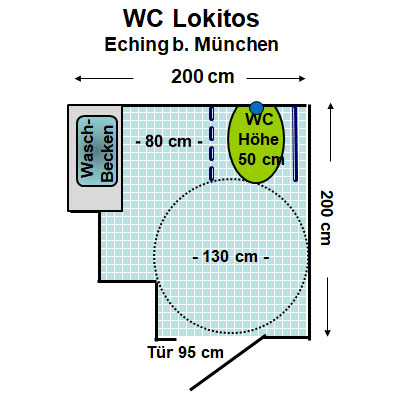 WC Lokitos
Eching b. München
200 cm
Wasch-
Becken
- 80 cm -
WC
Höhe
50 cm
200 cm
- 130 cm -
Tür 95 cm